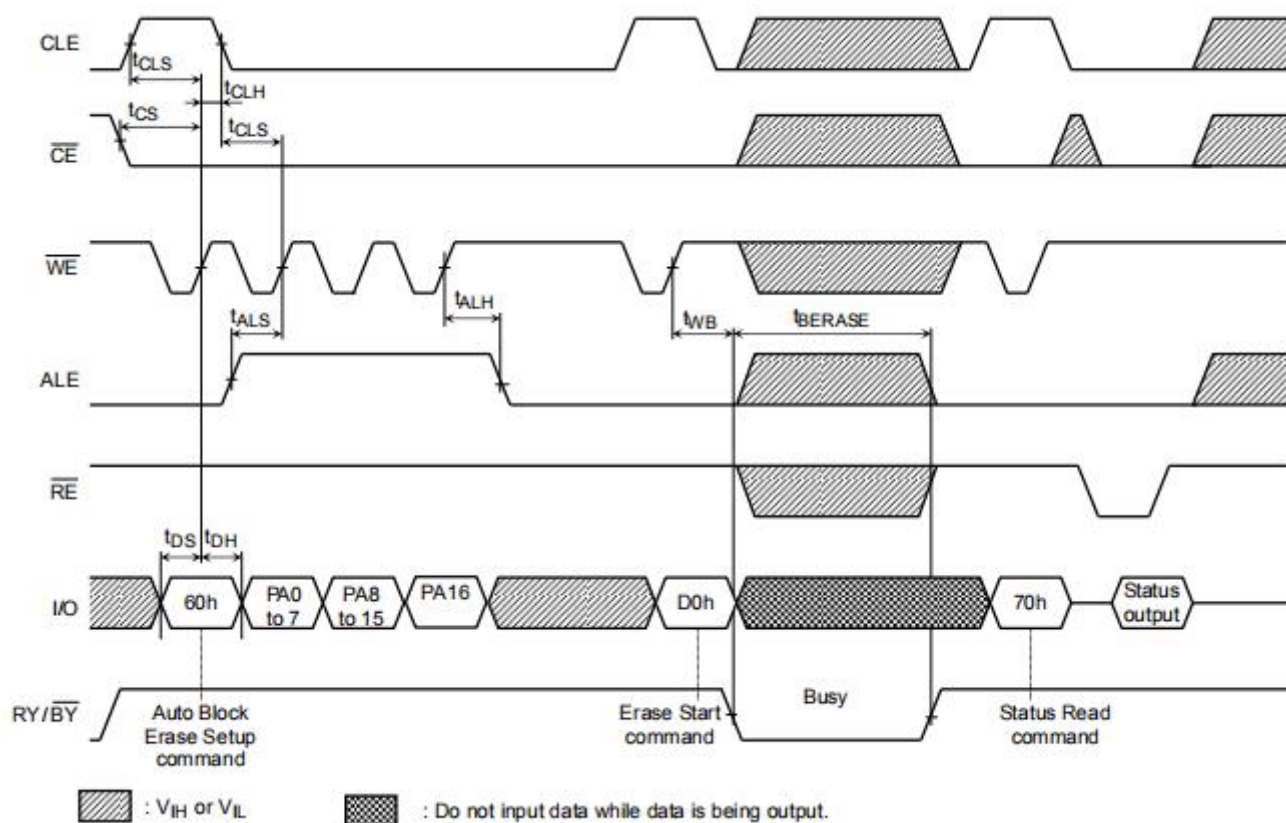 CLE
tCLS
tCLH
tCS
tCLS
CE
WE
tALS
tALH
tWB
tBERASE
ALE
RE
tDS
tDH
I/O
60h
PA0
to 7
PA8
to 15
PA16
D0h
70h
Status
output
RY/BY
Busy
Auto Block
Erase Setup
command
Erase Start
command
Status Read
command
: VIH or VIL
: Do not input data while data is being output.